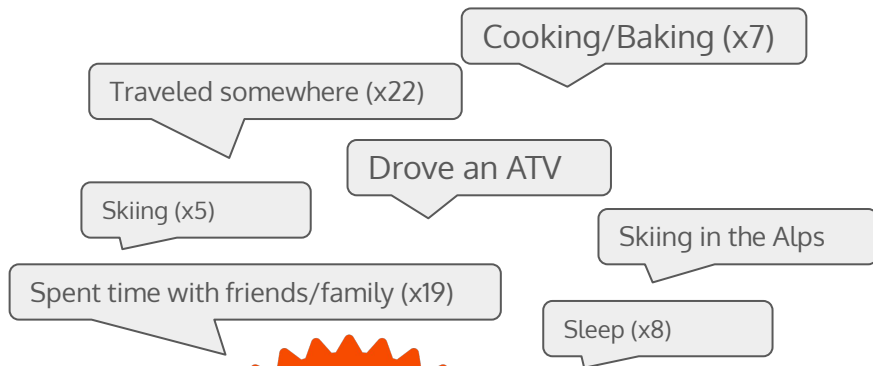 Cooking/Baking (x7)
Traveled somewhere (x22)
Drove an ATV
Skiing (x5)
Skiing in the Alps
Spent time with friends/family (x19)
Sleep (x8)